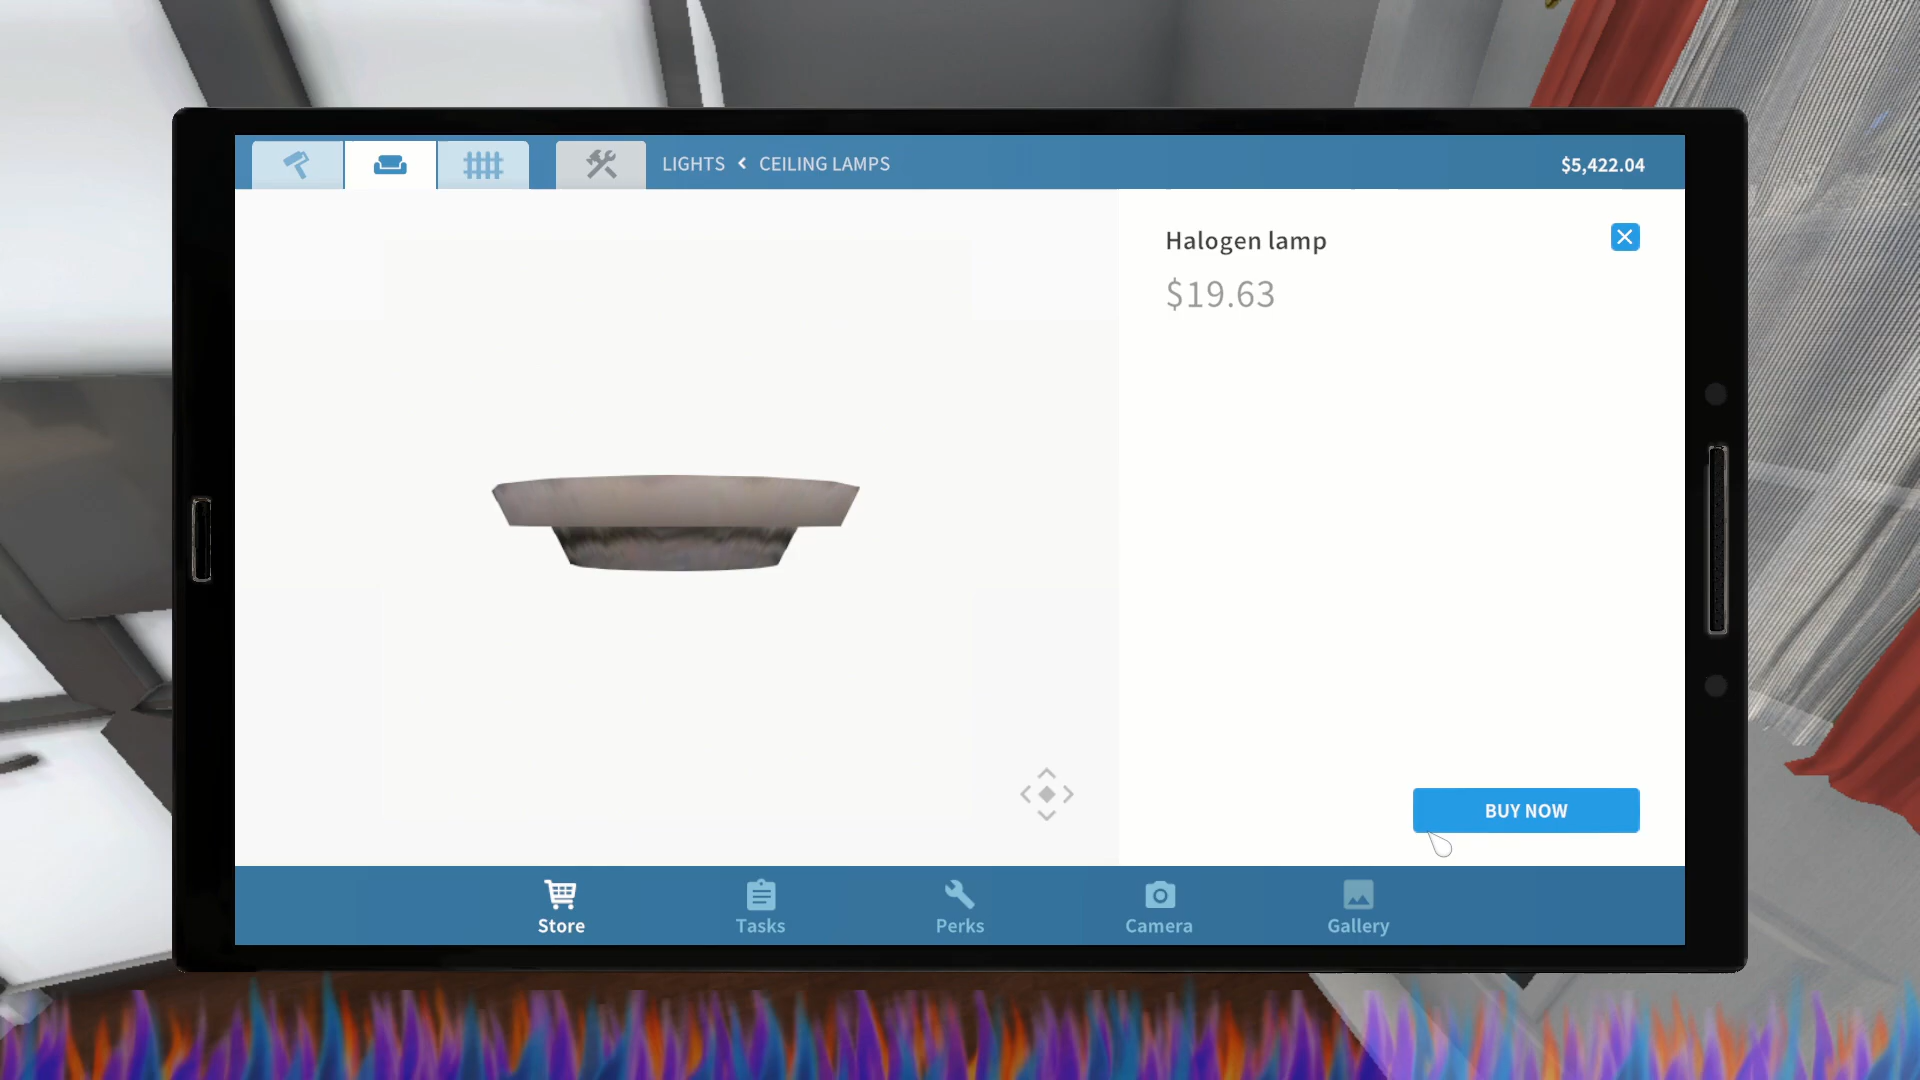 LIGHTS < CEILING LAMPS
$5,422.04
Halogen lamp
$19.63
BUY NOW
Store
Tasks
Perks
Camera
Gallery